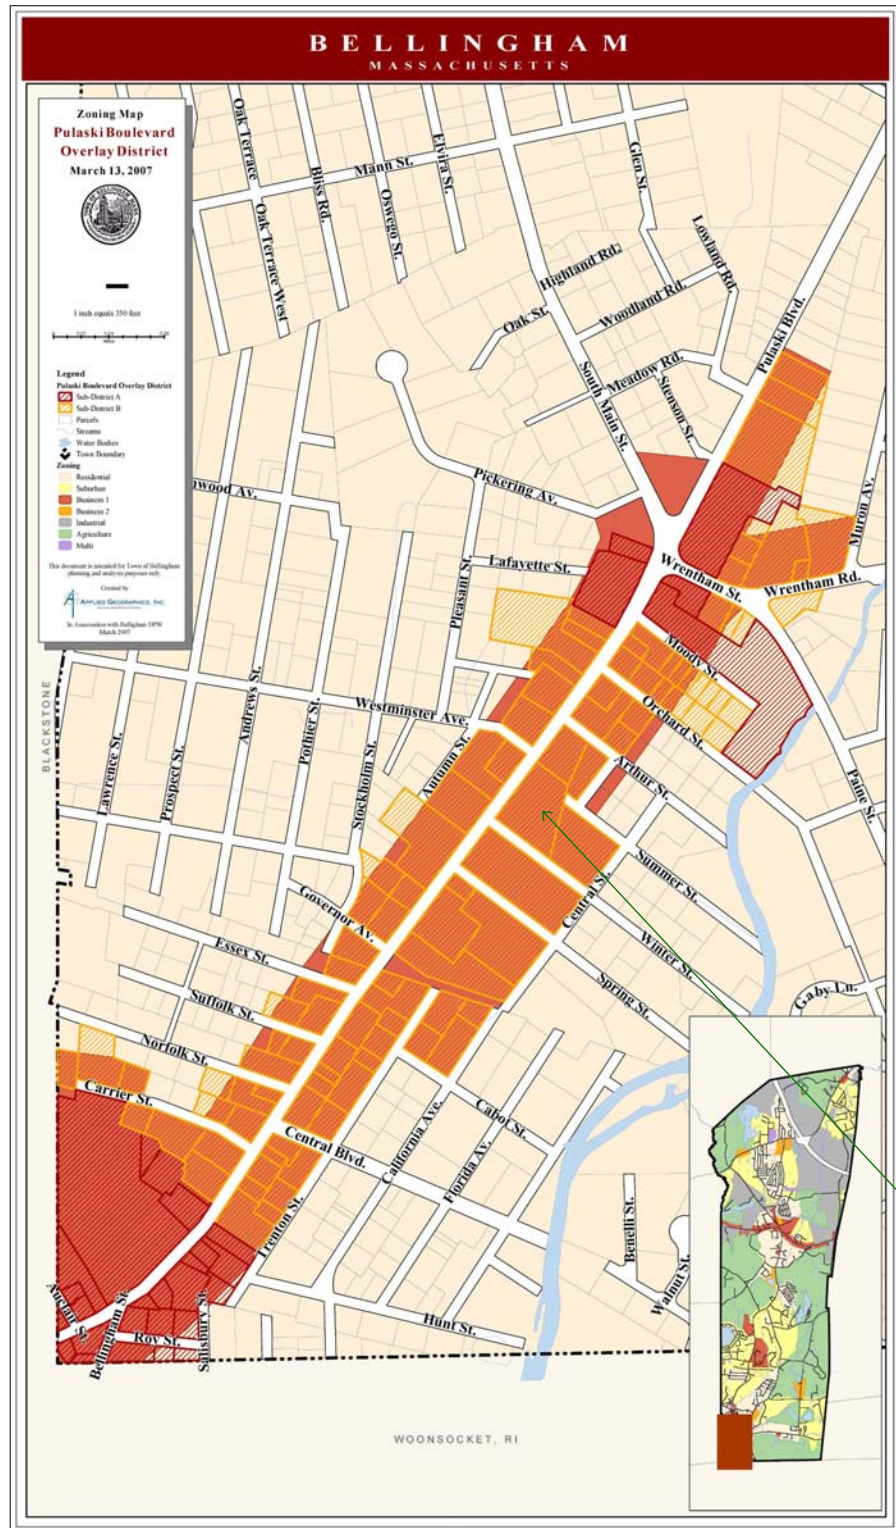 BELLINGHAM
MASSACHUSETTS
Zoning Map
Pulaski Boulevard
Overlay District
March 13, 2007
1 inch equals 350 feet
Miles
Legend
Pulaski Boulevard Overlay District
Sub-District A
Sub-District B
Parcels
Streams
Water Bodies
Town Boundary
Zoning
Residential
Suburban
Business 1
Business 2
Industrial
Agriculture
Multi
This document is intended for Town of Bellingham
planning and analysis purposes only.
Created by
APPLIED GEOGRAPHICS, INC.
In Association with Bellingham DPW
March 2007
Oak Terrace
Bliss Rd.
Mann St.
Elvira St.
Oswego St.
Oak Terrace West
Glen St.
Lowland Rd.
Highland Rd.
Woodland Rd.
Oak St.
Pulaski Blvd.
South Main St.
Meadow Rd.
Stenson St.
nwood Av.
Pickering Av.
Muron Av.
Lafayette St.
Pleasant St.
Wrentham St.
Wrentham Rd.
Moody St.
Orchard St.
BLACKSTONE
Andrews St.
Pothier St.
Westminster Ave.
Lawrence St.
Prospect St.
Stockholm St.
Autumn St.
Arthur St.
Paine St.
Summer St.
Central St.
Governor Av.
Winter St.
Essex St.
Spring St.
Gaby Ln.
Suffolk St.
Norfolk St.
Carrier St.
Cabot St.
California Ave.
Central Blvd.
Florida Av.
Trenton St.
Benelli St.
Walnut St.
Auclair St.
Bellingham St.
Roy St.
Salisbury St.
Hunt St.
WOONSOCKET, RI